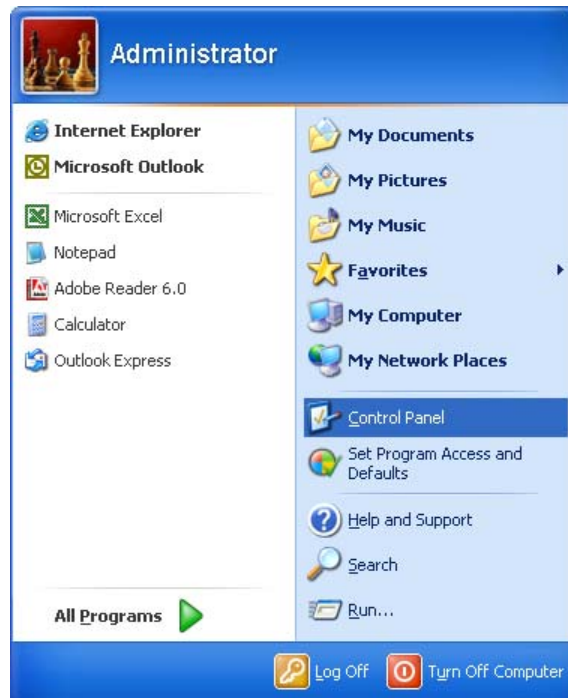 Administrator
Internet Explorer
Microsoft Outlook
Microsoft Excel
Notepad
Adobe Reader 6.0
Calculator
Outlook Express
All Programs
My Documents
My Pictures
My Music
Favorites
My Computer
My Network Places
Control Panel
Set Program Access and
Defaults
Help and Support
Search
Run...
Log Off
Turn Off Computer